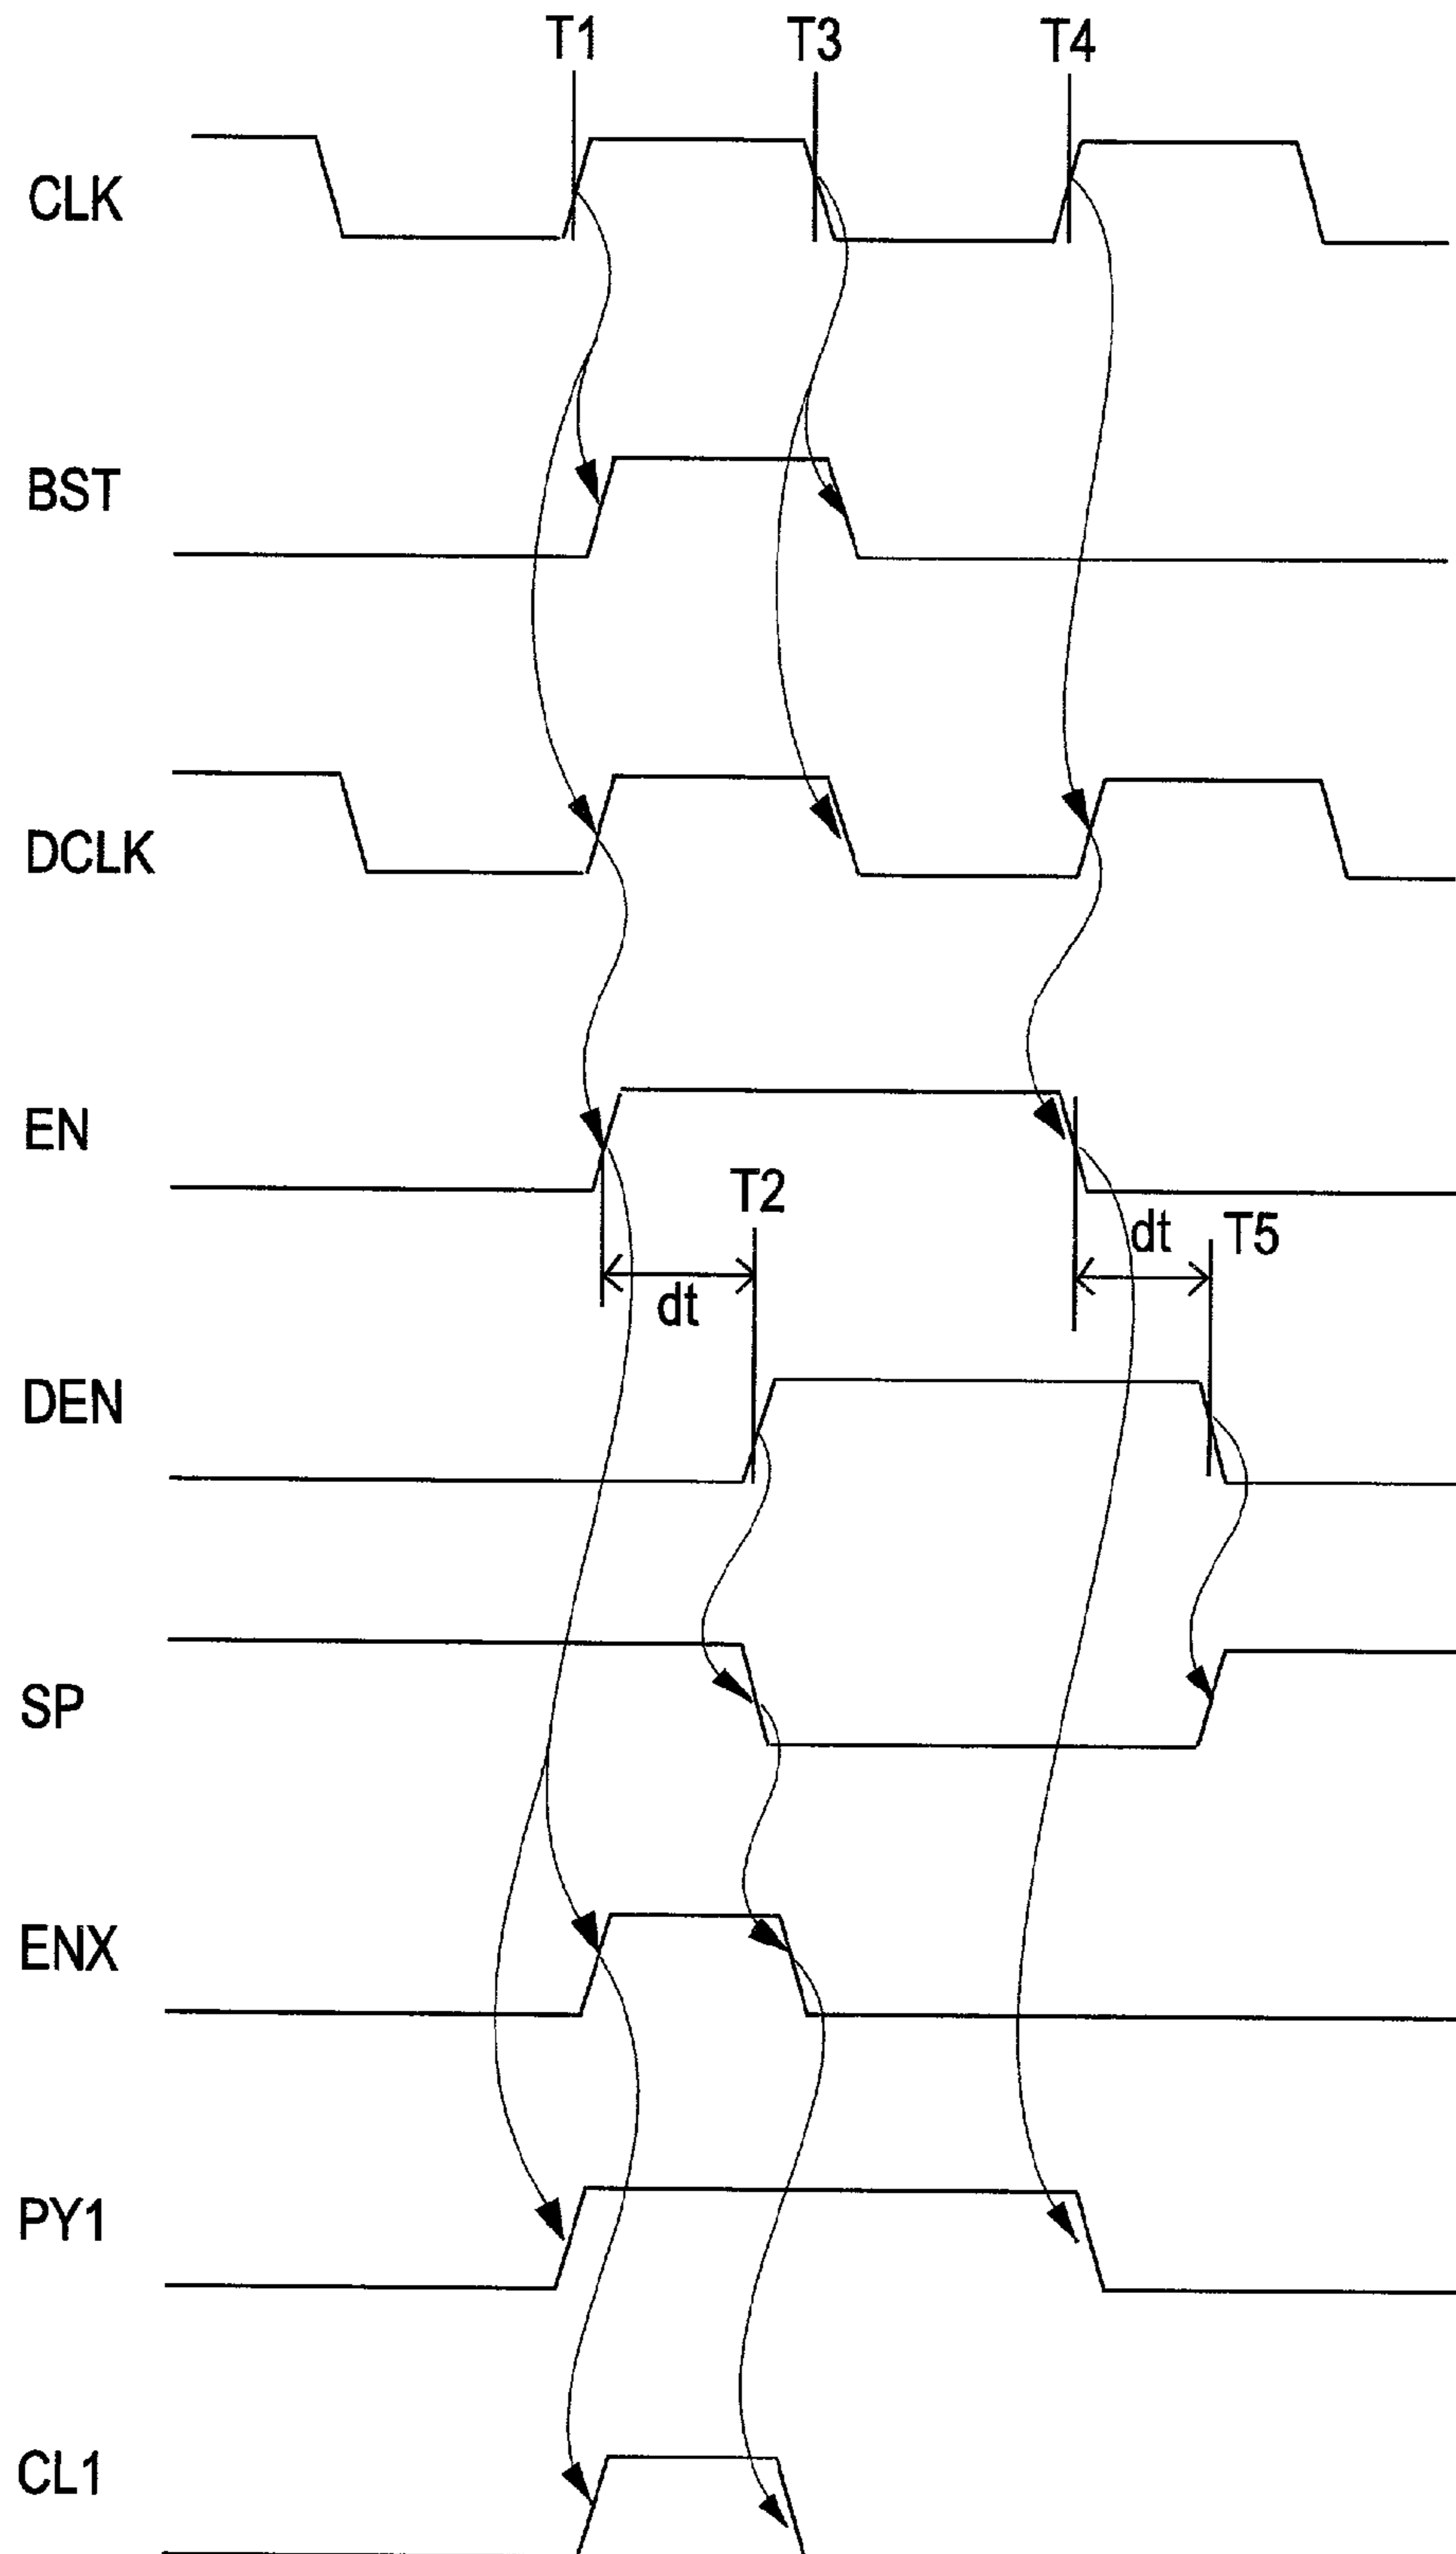 T1 T3 T4
CLK
BST
DCLK
EN
T2
dt T5
dt
DEN
SP
ENX
PY1
CL1